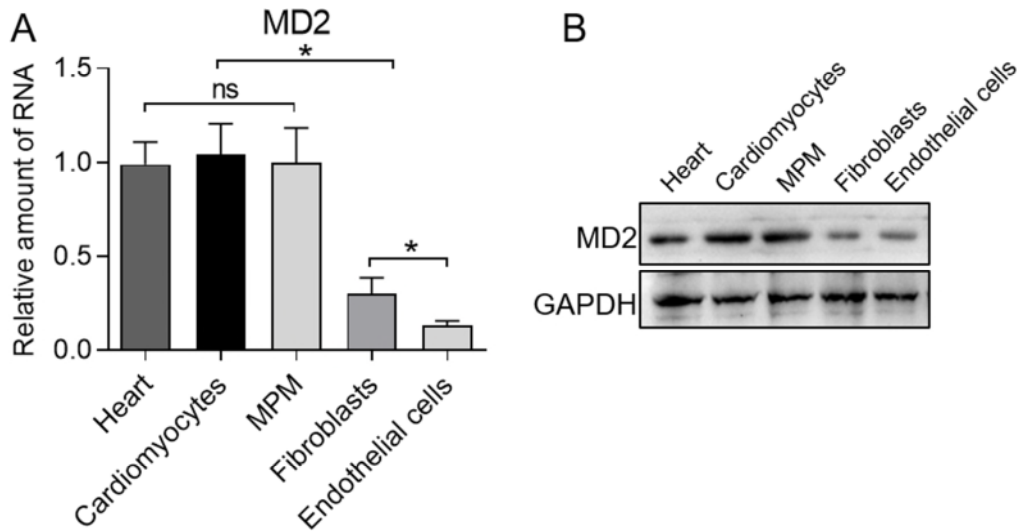 A
MD2
Relative amount of RNA
1.5
1.0
0.5
0.0
*
ns
*
Heart
Cardiomyocytes
MPM
Fibroblasts
Endothelial cells
B
Heart
Cardiomyocytes
MPM
Fibroblasts
Endothelial cells
MD2
GAPDH